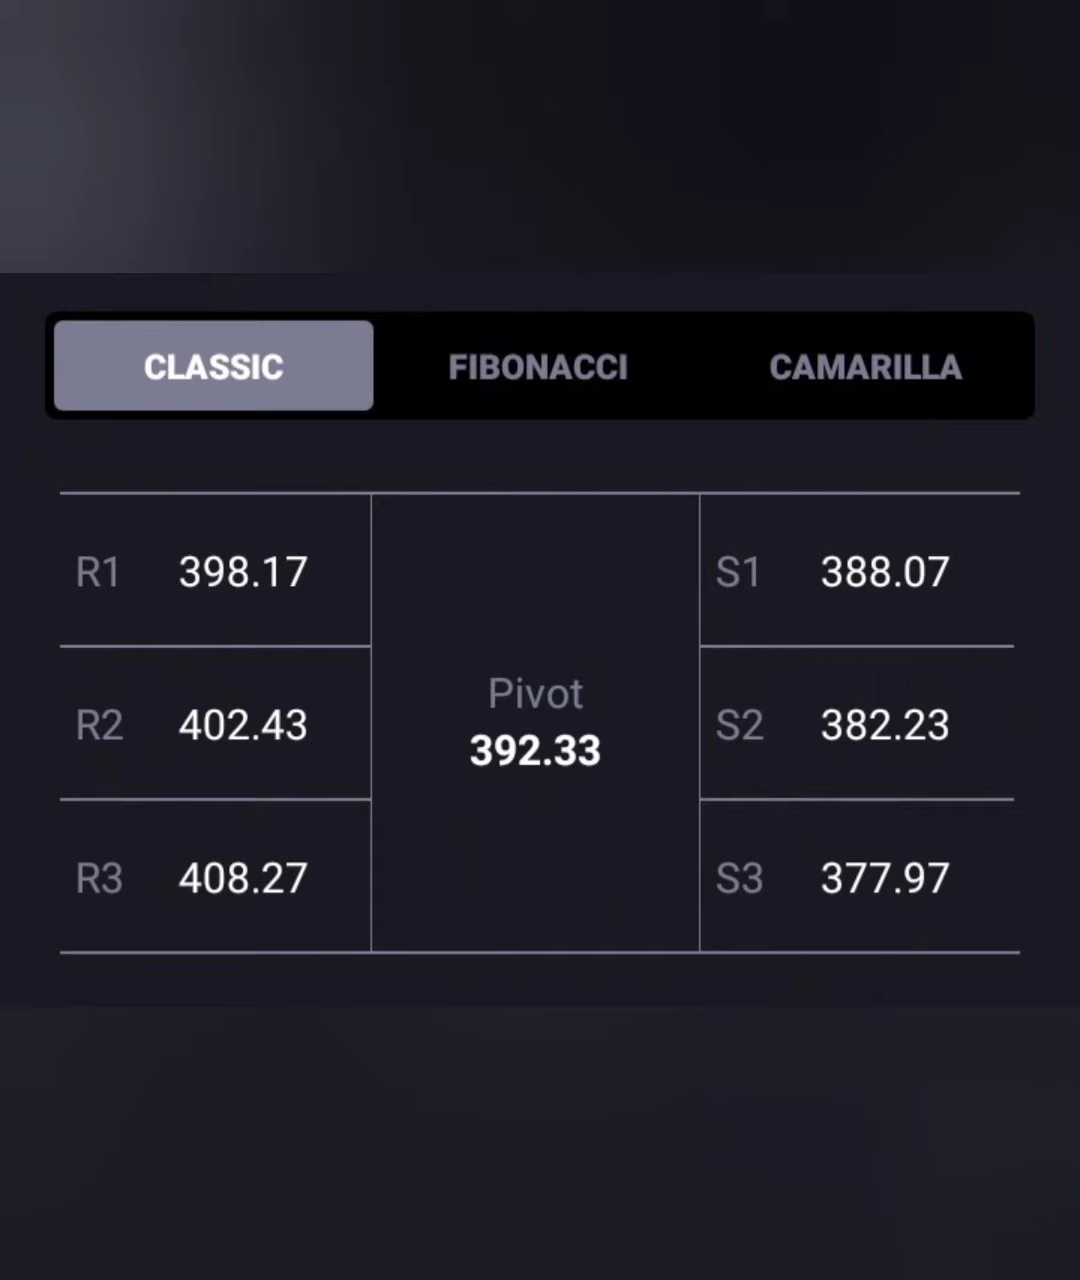 CLASSIC FIBONACCI CAMARILLA
R1 398.17 S1 388.07
Pivot
R2 402.43 S2 382.23
392.33
R3 408.27 S3 377.97